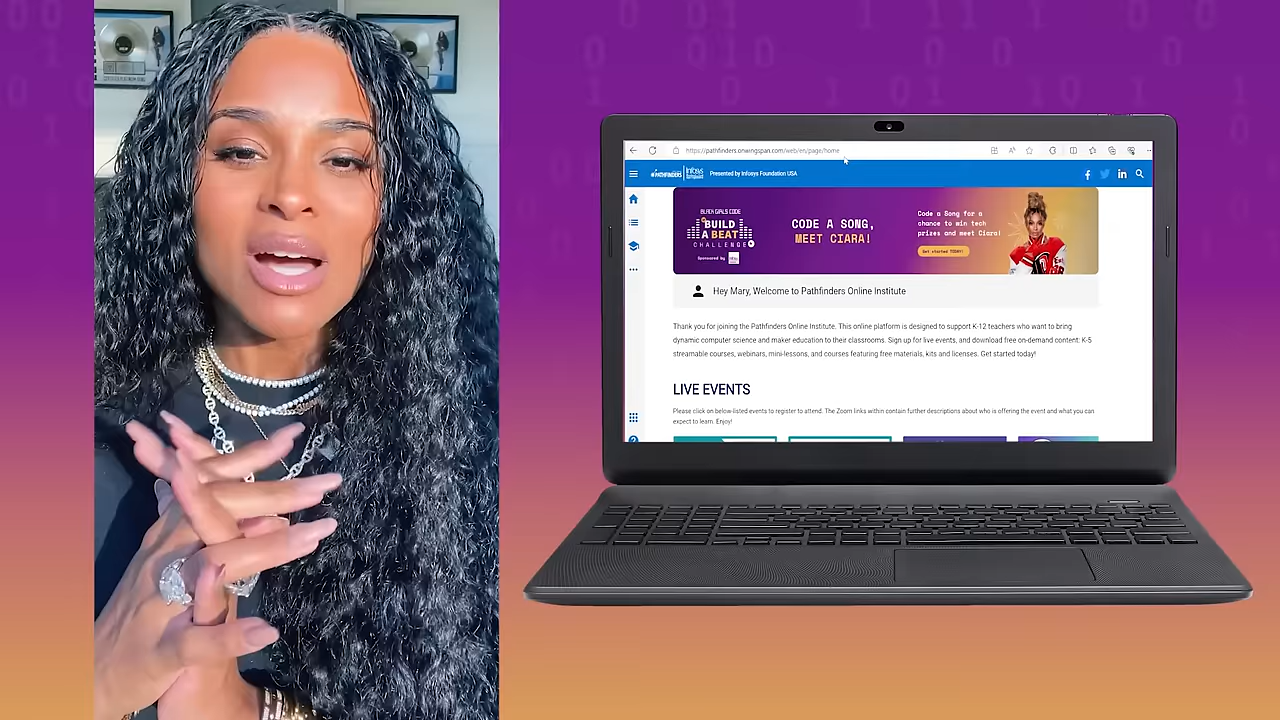 https://pathfinders.onwingspan.com/web/en/page/home
PATHFINDERS
Infosys
Presented by Infosys Foundation USA
BLACK GIRLS CODE
BUILD
A BEAT
CHALLENGE
Sponsored by
CODE A SONG,
MEET CIARA!
Code a Song for a
chance to win tech
prizes and meet Ciara!
Get started TODAY!
Hey Mary, Welcome to Pathfinders Online Institute
Thank you for joining the Pathfinders Online Institute. This online platform is designed to support K-12 teachers who want to bring
dynamic computer science and maker education to their classrooms. Sign up for live events, and download free on-demand content: K-5
streamable courses, webinars, mini-lessons, and courses featuring free materials, kits and licenses. Get started today!
LIVE EVENTS
Please click on below-listed events to register to attend. The Zoom links within contain further descriptions about who is offering the event and what you can
expect to learn. Enjoy!